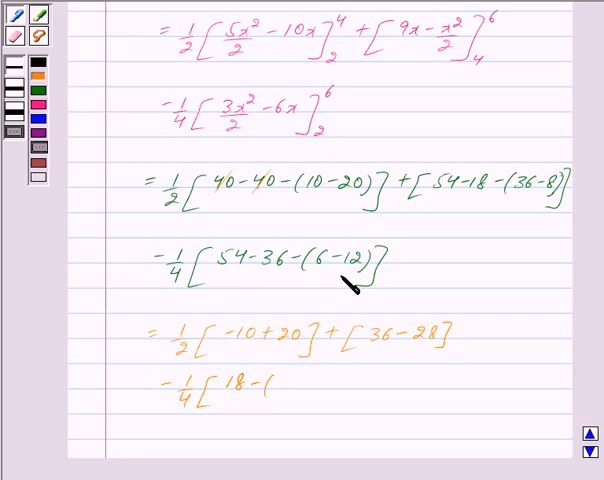 = 1/2 [ 5x²/2 - 10x ]₂⁴ + [ 9x - x²/2 ]₄⁶
- 1/4 [ 3x²/2 - 6x ]₂⁶
= 1/2 [ 40 - 40 - (10 - 20) ] + [ 54 - 18 - (36 - 8) ]
- 1/4 [ 54 - 36 - (6 - 12) ]
= 1/2 [ -10 + 20 ] + [ 36 - 28 ]
- 1/4 [ 18 - (